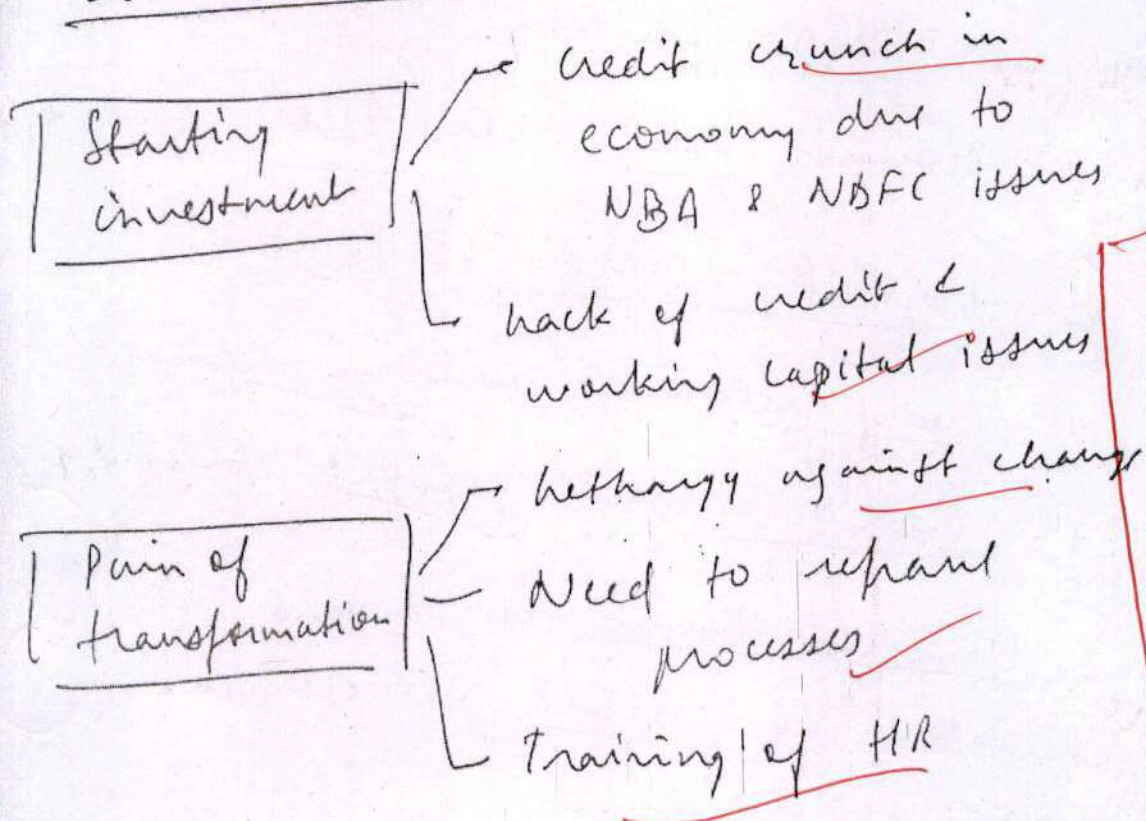 Starting
investment
credit crunch in
economy due to
NBA & NBFC issues
Lack of credit &
working capital issues
Pain of
transformation
Lethargy against change
Need to
processes
Training of HR